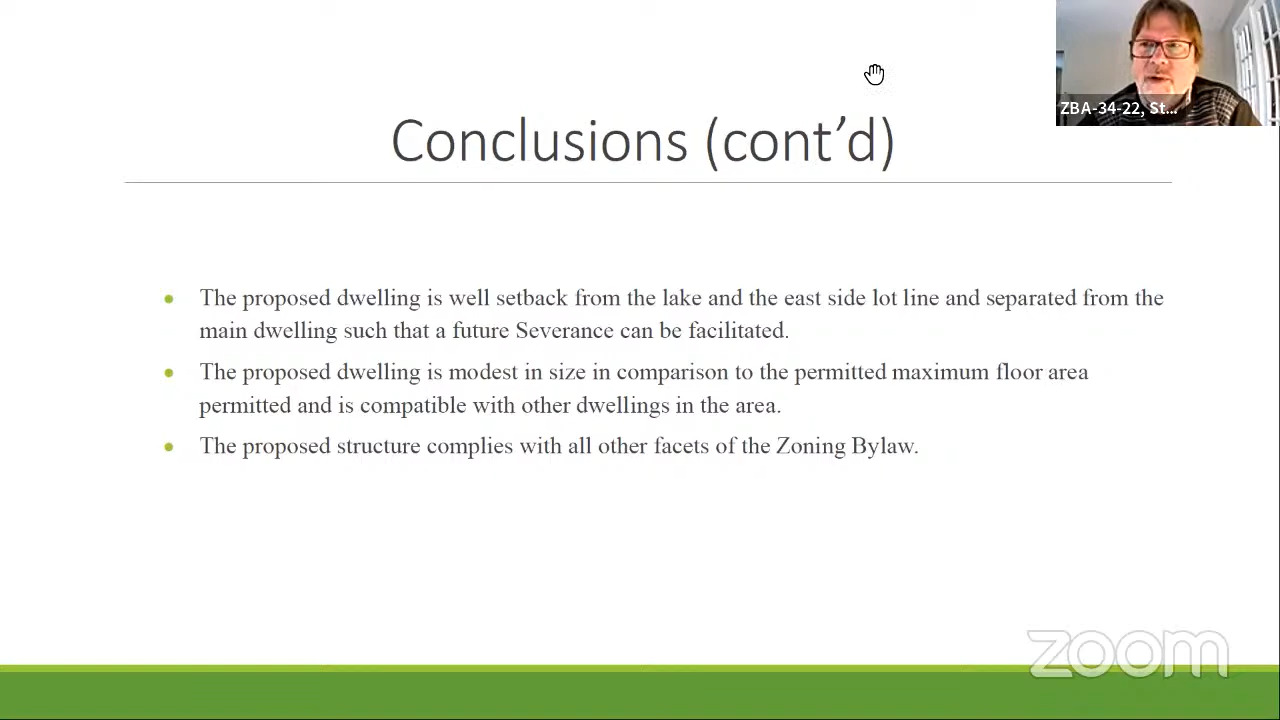 ZBA-34-22, St...
Conclusions (cont’d)
The proposed dwelling is well setback from the lake and the east side lot line and separated from the
main dwelling such that a future Severance can be facilitated.
The proposed dwelling is modest in size in comparison to the permitted maximum floor area
permitted and is compatible with other dwellings in the area.
The proposed structure complies with all other facets of the Zoning Bylaw.
zoom